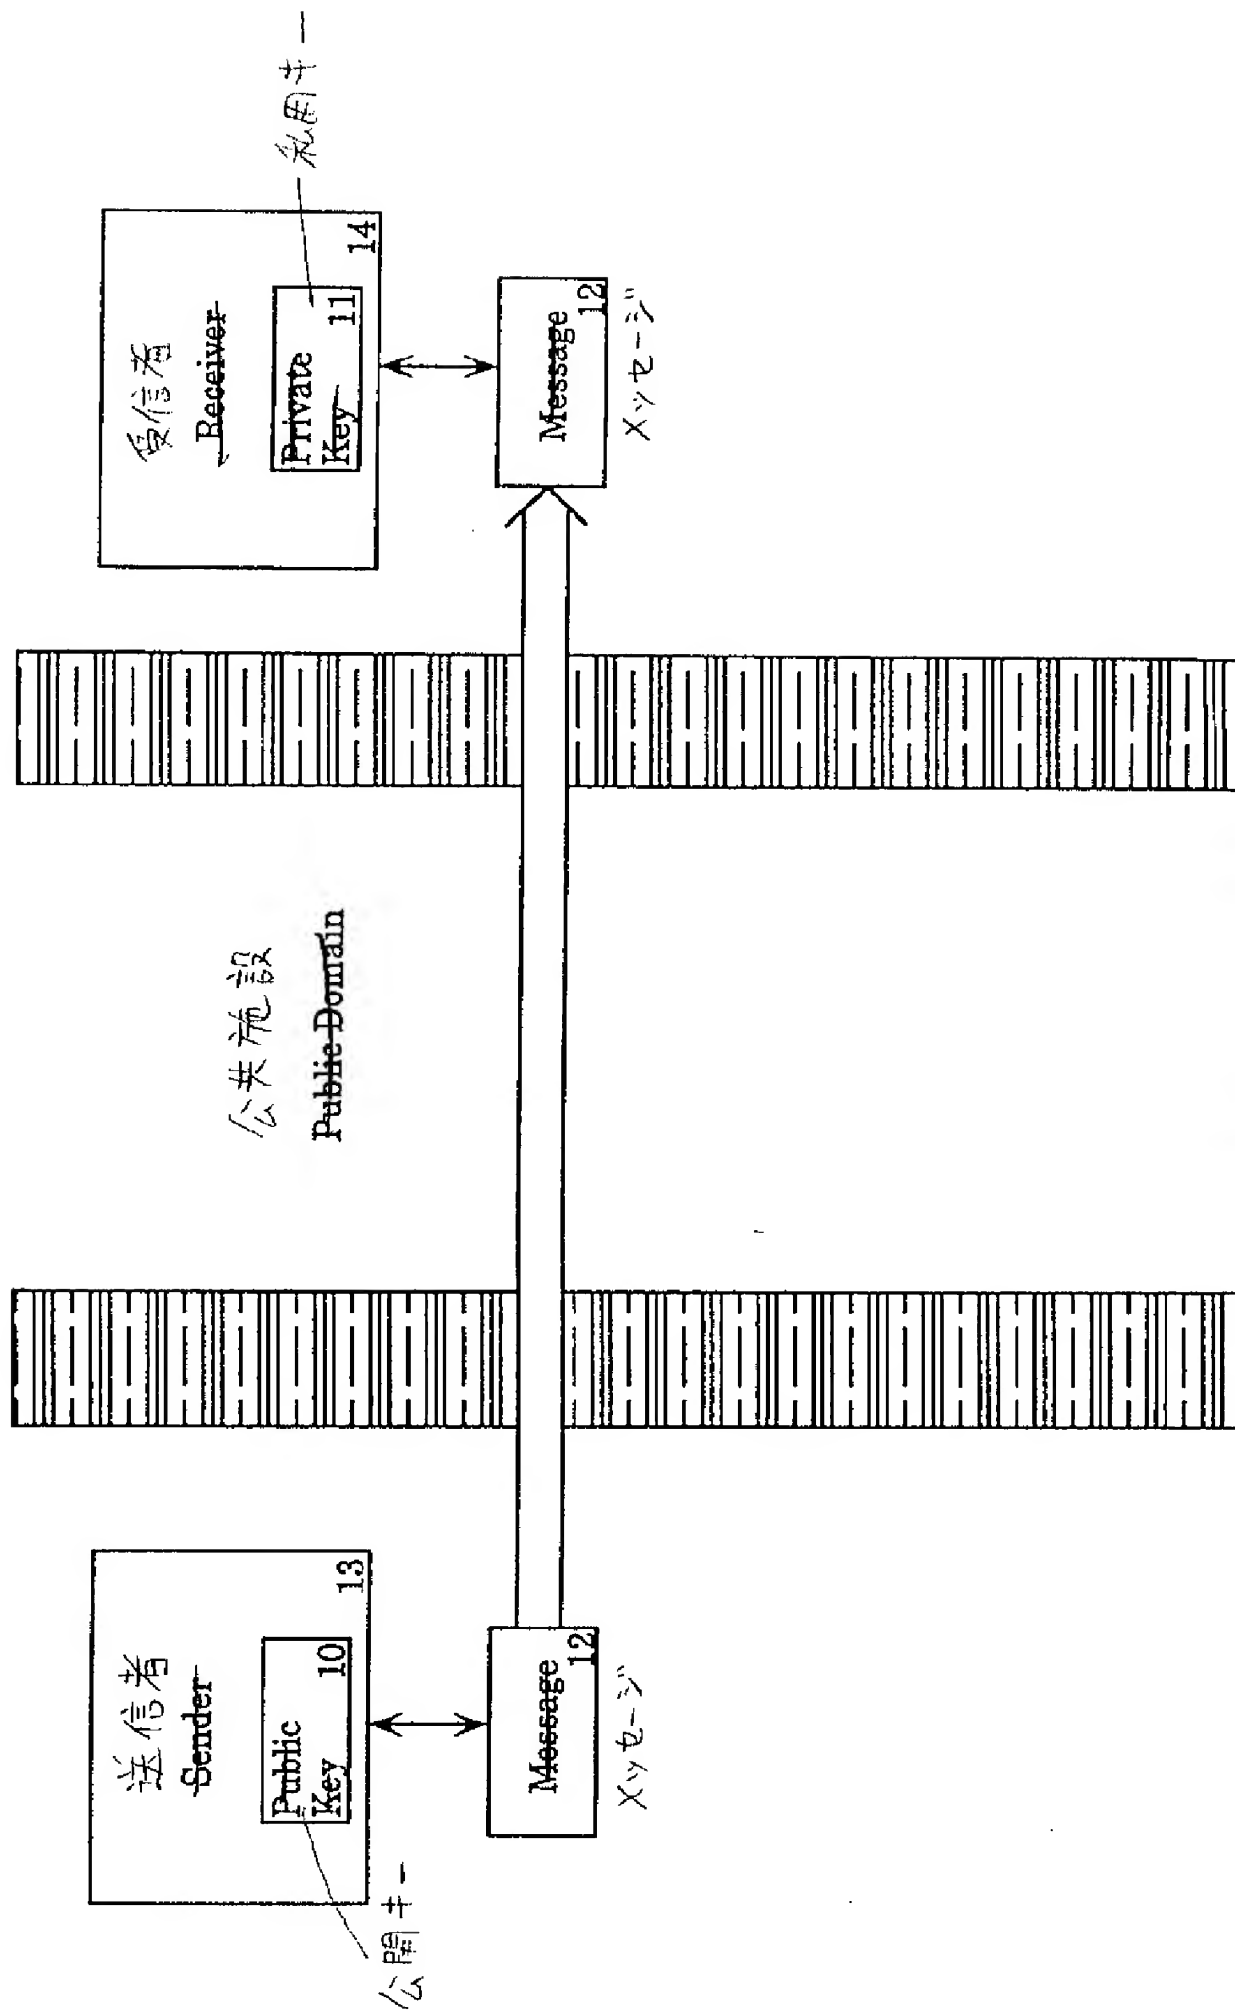 送信者
Sender
Public
Key
10
13
公開キー
Message
12
メッセージ
公共施設
Public Domain
受信者
Receiver
Private
Key
11
14
私用キー
Message
12
メッセージ